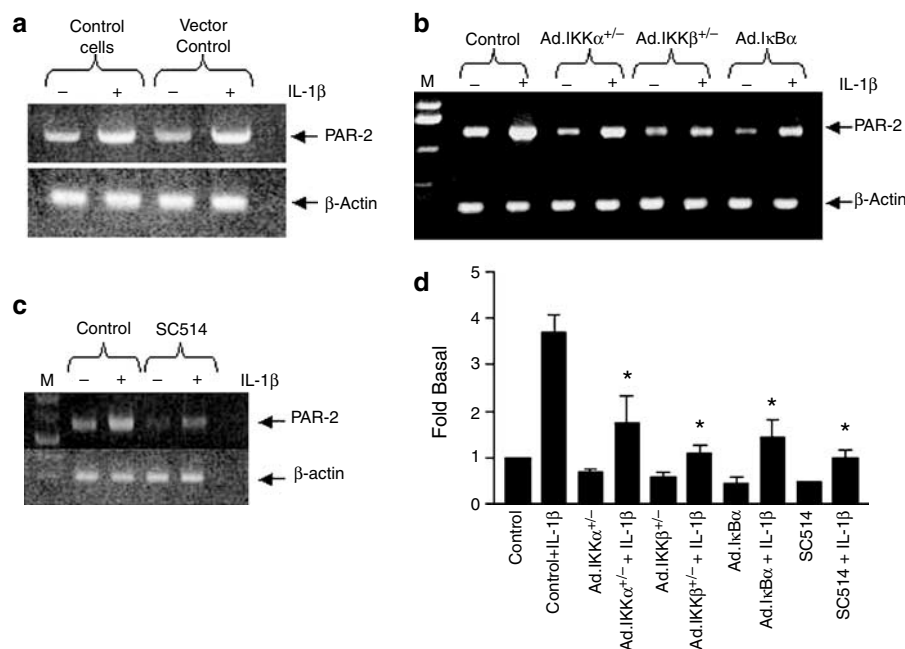 a
Control cells
Vector Control
– + – + IL-1β
PAR-2
β-Actin
b
Control Ad.IKKα+/– Ad.IKKβ+/– Ad.IκBα
M – + – + – + – + IL-1β
PAR-2
β-Actin
c
Control SC514
M – + – + IL-1β
PAR-2
β-actin
d
Fold Basal
5
4
3
2
1
0
* * * *
Control
Control+IL-1β
Ad.IKKα+/–
Ad.IKKα+/– + IL-1β
Ad.IKKβ+/–
Ad.IKKβ+/– + IL-1β
Ad.IκBα
Ad.IκBα + IL-1β
SC514
SC514 + IL-1β